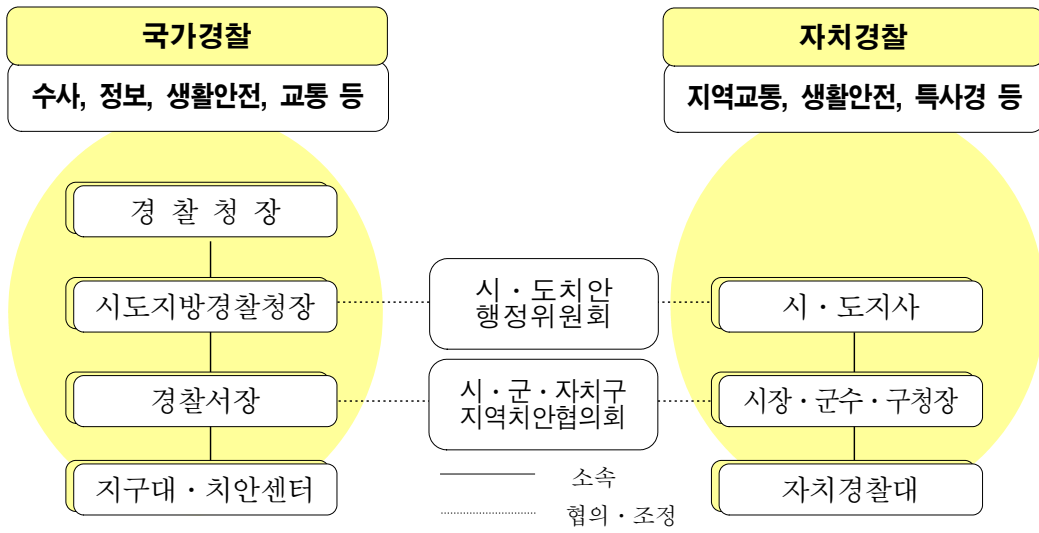 국가경찰
수사, 정보, 생활안전, 교통 등
경 찰 청 장
시도지방경찰청장
경찰서장
지구대・치안센터
시・도치안
행정위원회
시・군・자치구
지역치안협의회
소속
협의・조정
자치경찰
지역교통, 생활안전, 특사경 등
시・도지사
시장・군수・구청장
자치경찰대